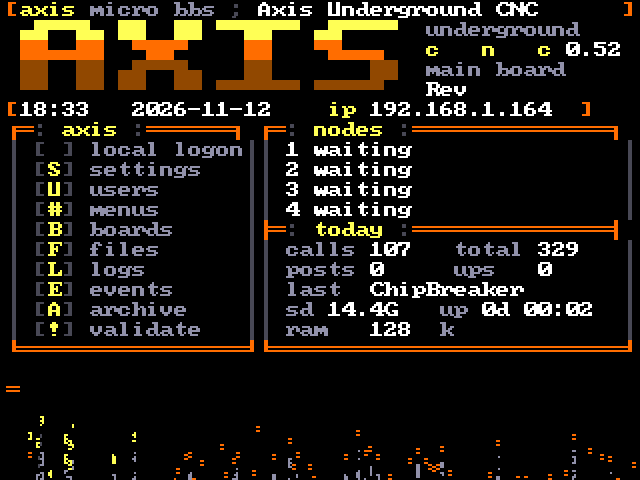 [axis micro bbs ; Axis Underground CNC ]
AXIS
underground
c n c 0.52
main board
Rev
[18:33 2026-11-12 ip 192.168.1.164 ]
: axis :
[ ] local logon
[S] settings
[U] users
[#] menus
[B] boards
[F] files
[L] logs
[E] events
[A] archive
[!] validate
: nodes :
1 waiting
2 waiting
3 waiting
4 waiting
: today :
calls 107 total 329
posts 0 ups 0
last ChipBreaker
sd 14.4G up 0d 00:02
ram 128 k